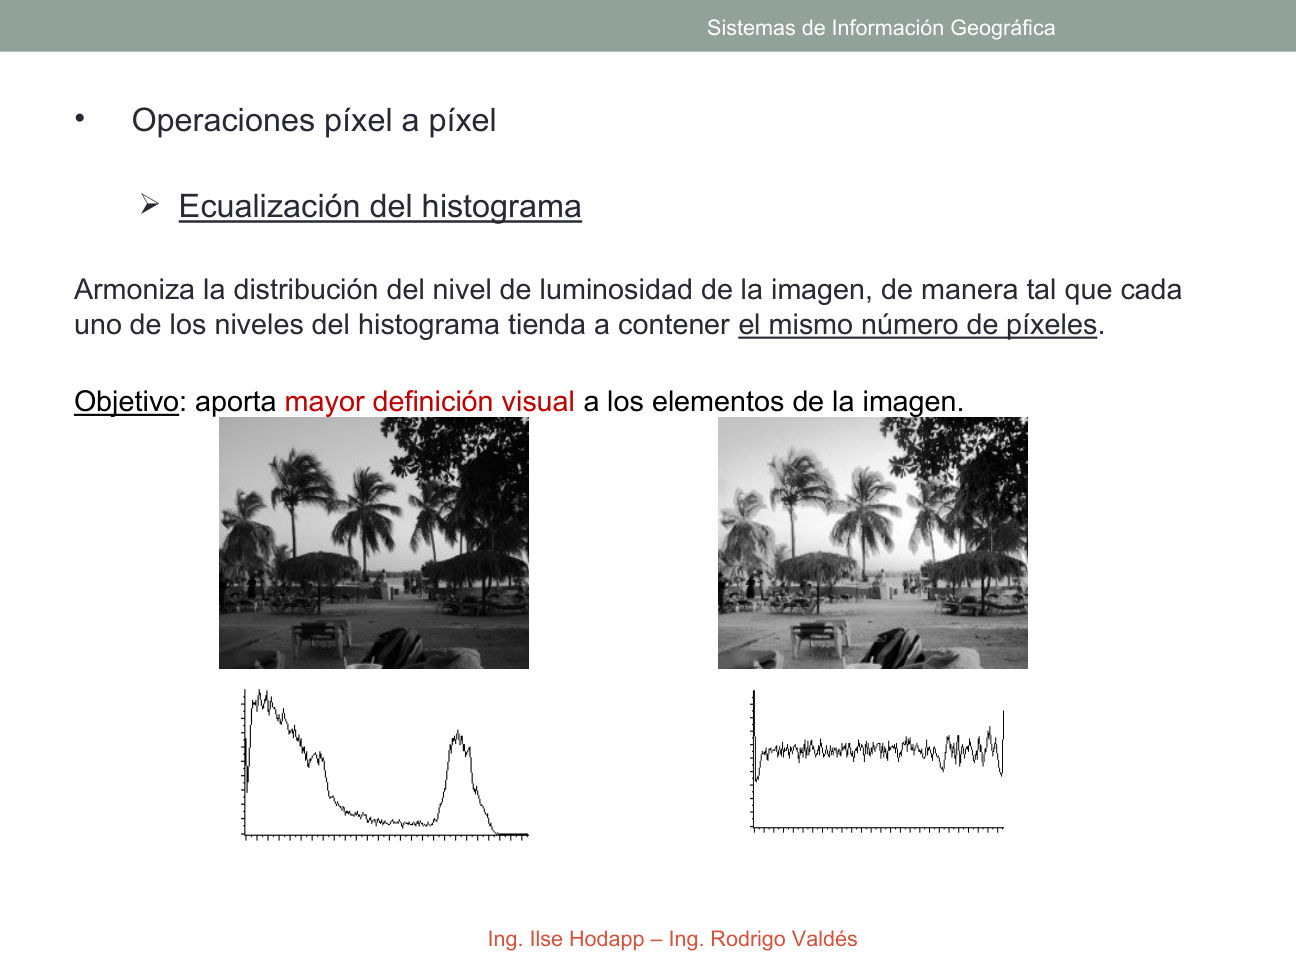 Sistemas de Información Geográfica
• Operaciones píxel a píxel
➢ Ecualización del histograma
Armoniza la distribución del nivel de luminosidad de la imagen, de manera tal que cada
uno de los niveles del histograma tienda a contener el mismo número de píxeles.
Objetivo: aporta mayor definición visual a los elementos de la imagen.
Ing. Ilse Hodapp – Ing. Rodrigo Valdés